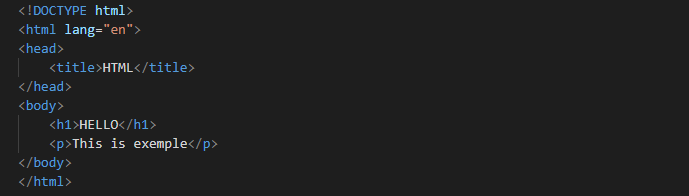 <!DOCTYPE html>
<html lang="en">
<head>
    <title>HTML</title>
</head>
<body>
    <h1>HELLO</h1>
    <p>This is exemple</p>
</body>
</html>